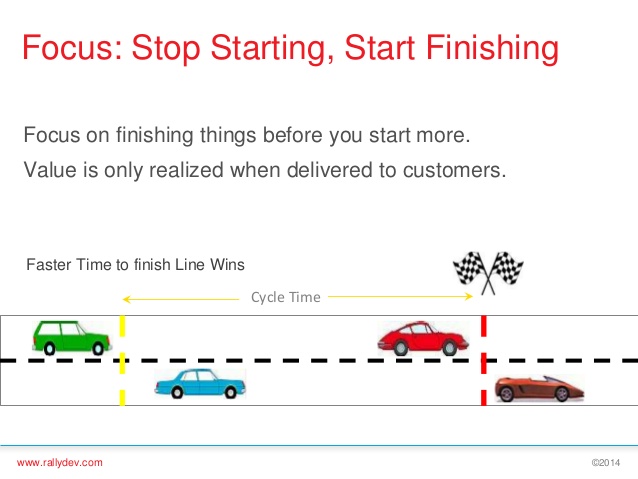 Focus: Stop Starting, Start Finishing
Focus on finishing things before you start more.
Value is only realized when delivered to customers.
Faster Time to finish Line Wins
Cycle Time
www.rallydev.com
©2014